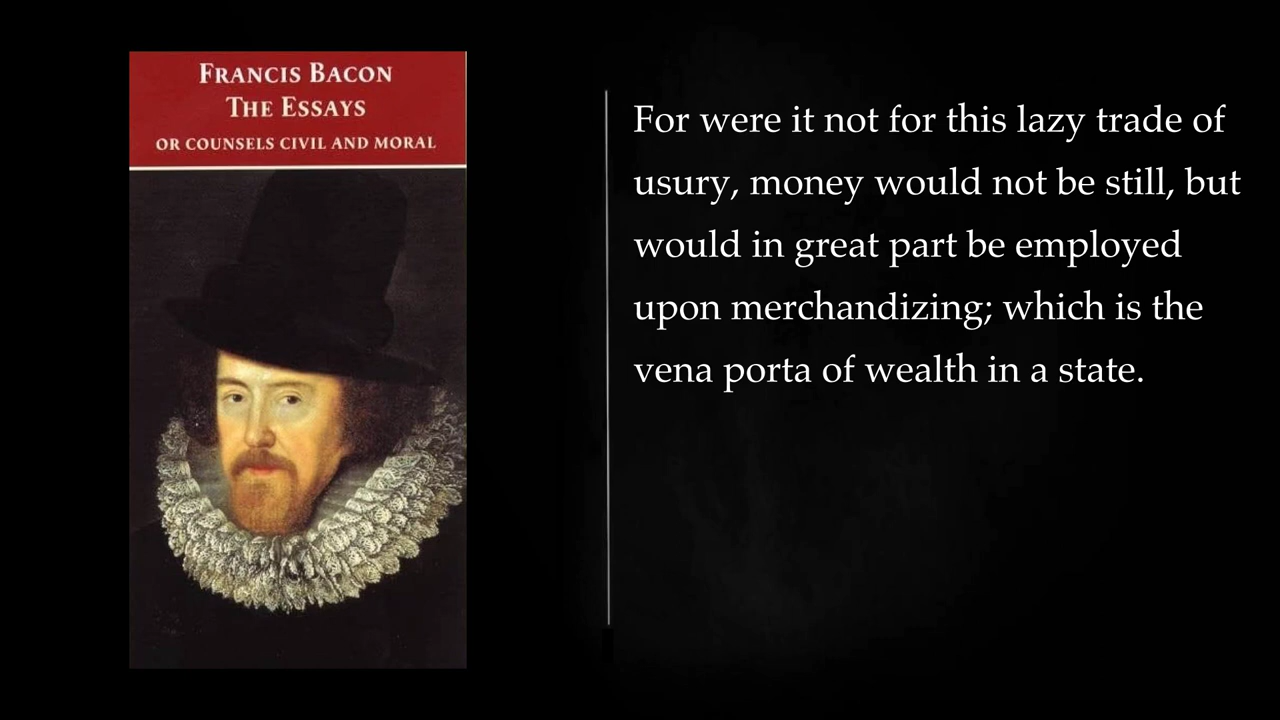 FRANCIS BACON
THE ESSAYS
OR COUNSELS CIVIL AND MORAL
For were it not for this lazy trade of
usury, money would not be still, but
would in great part be employed
upon merchandizing; which is the
vena porta of wealth in a state.